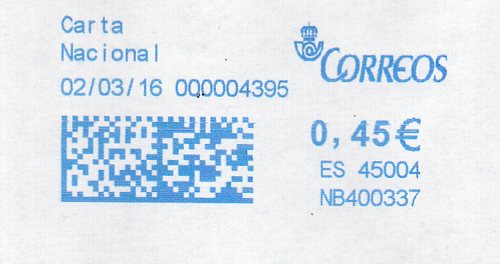 Carta
Nacional
02/03/16 000004395
CORREOS
0,45€
ES 45004
NB400337